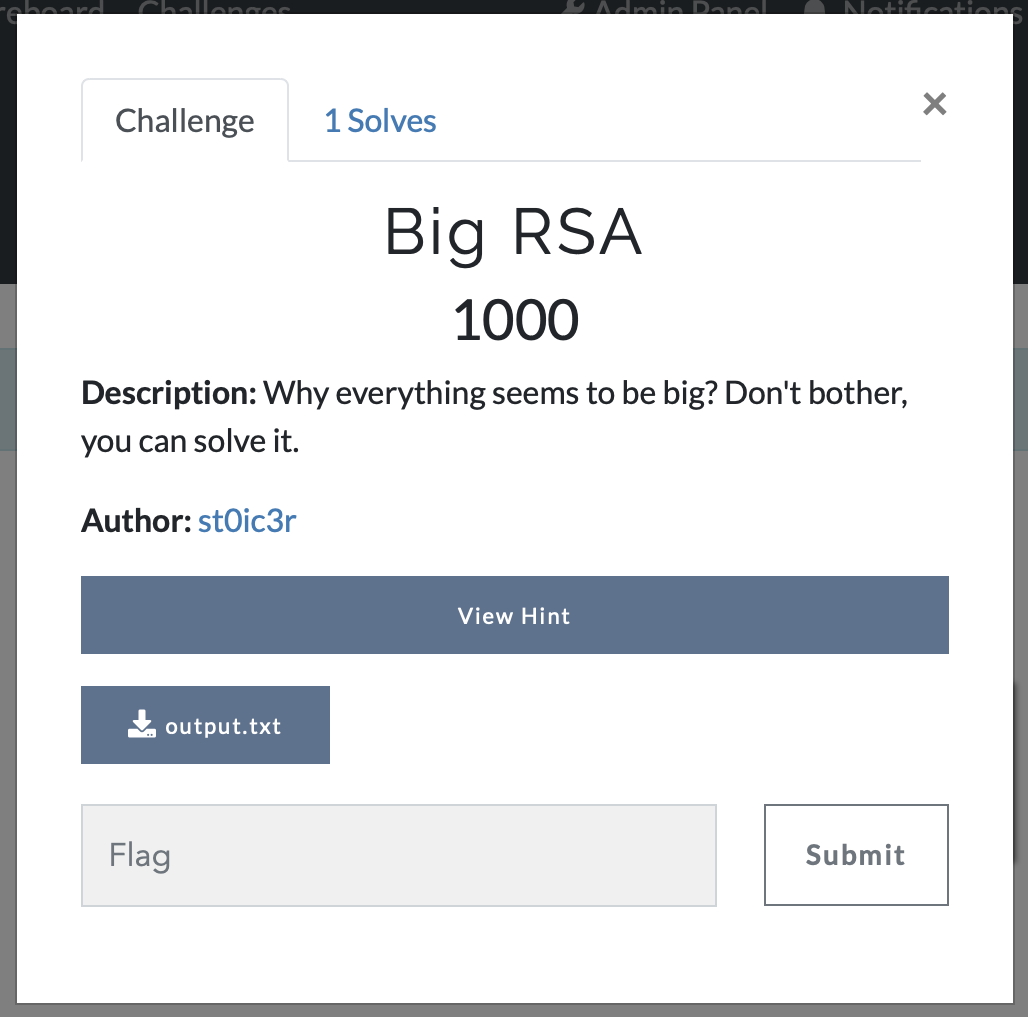 Challenges Admin Panel Notifications
Challenge 1 Solves ×
Big RSA
1000
Description: Why everything seems to be big? Don't bother,
you can solve it.
Author: st0ic3r
View Hint
output.txt
Flag Submit